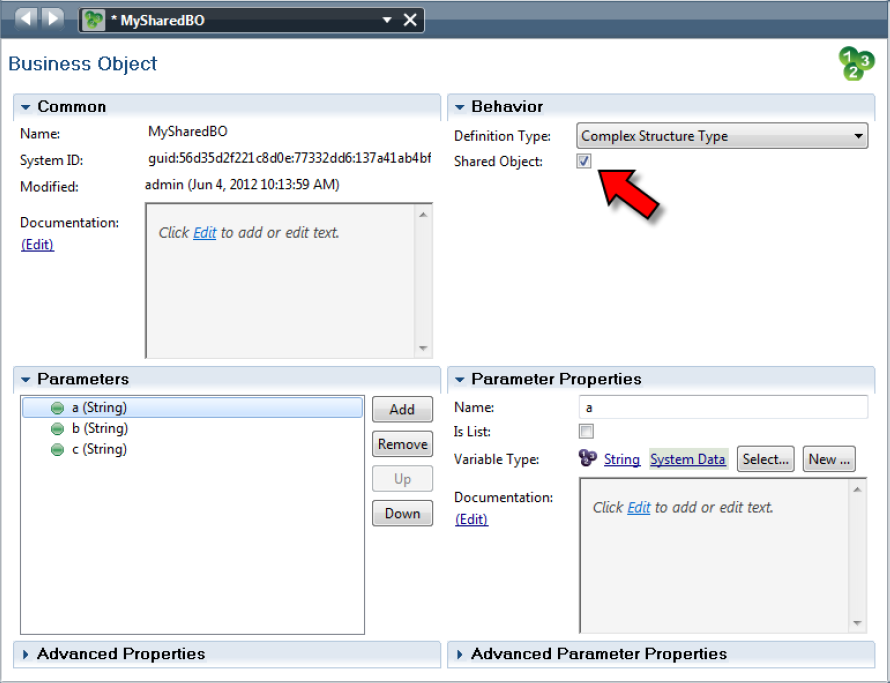 * MySharedBO
Business Object
1 3 2
Common
Name: MySharedBO
System ID: guid:56d35d2f221c8d0e:77332dd6:137a41ab4bf
Modified: admin (Jun 4, 2012 10:13:59 AM)
Documentation:
(Edit)
Click Edit to add or edit text.
Behavior
Definition Type: Complex Structure Type
Shared Object:
Parameters
a (String)
b (String)
c (String)
Add
Remove
Up
Down
Parameter Properties
Name: a
Is List:
Variable Type: String System Data Select... New ...
Documentation:
(Edit)
Click Edit to add or edit text.
Advanced Properties
Advanced Parameter Properties